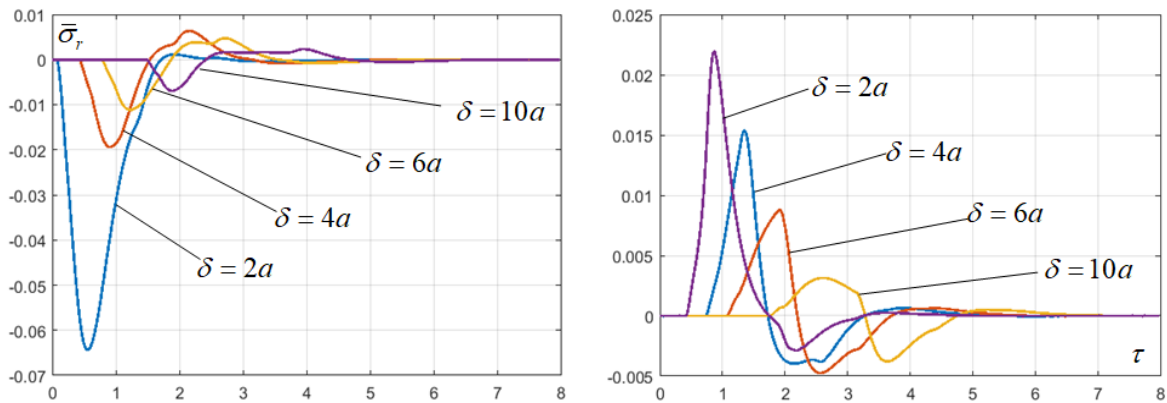 0.01
0
-0.01
-0.02
-0.03
-0.04
-0.05
-0.06
-0.07
σ̅ᵣ
δ = 10a
δ = 6a
δ = 4a
δ = 2a
0 1 2 3 4 5 6 7 8
0.025
0.02
0.015
0.01
0.005
0
-0.005
δ = 2a
δ = 4a
δ = 6a
δ = 10a
τ
0 1 2 3 4 5 6 7 8